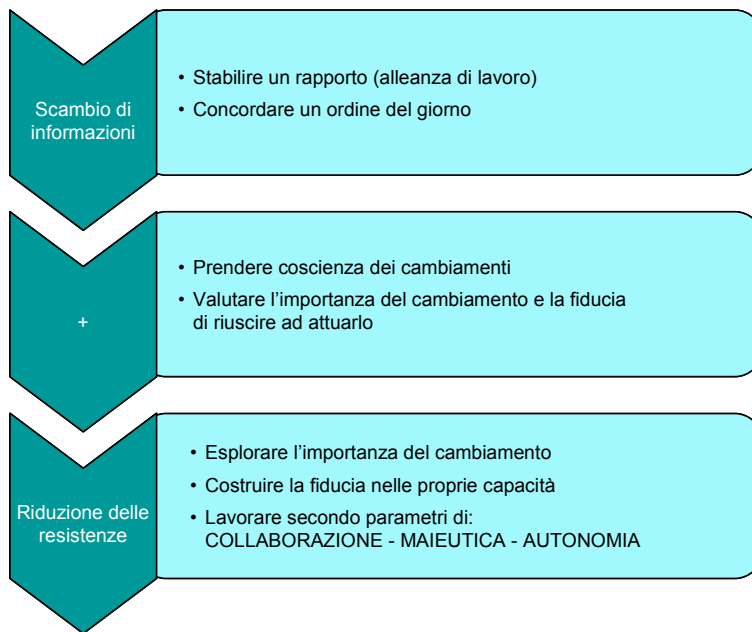 Scambio di
informazioni
• Stabilire un rapporto (alleanza di lavoro)
• Concordare un ordine del giorno
+
• Prendere coscienza dei cambiamenti
• Valutare l’importanza del cambiamento e la fiducia
di riuscire ad attuarlo
Riduzione delle
resistenze
• Esplorare l’importanza del cambiamento
• Costruire la fiducia nelle proprie capacità
• Lavorare secondo parametri di:
COLLABORAZIONE - MAIEUTICA - AUTONOMIA